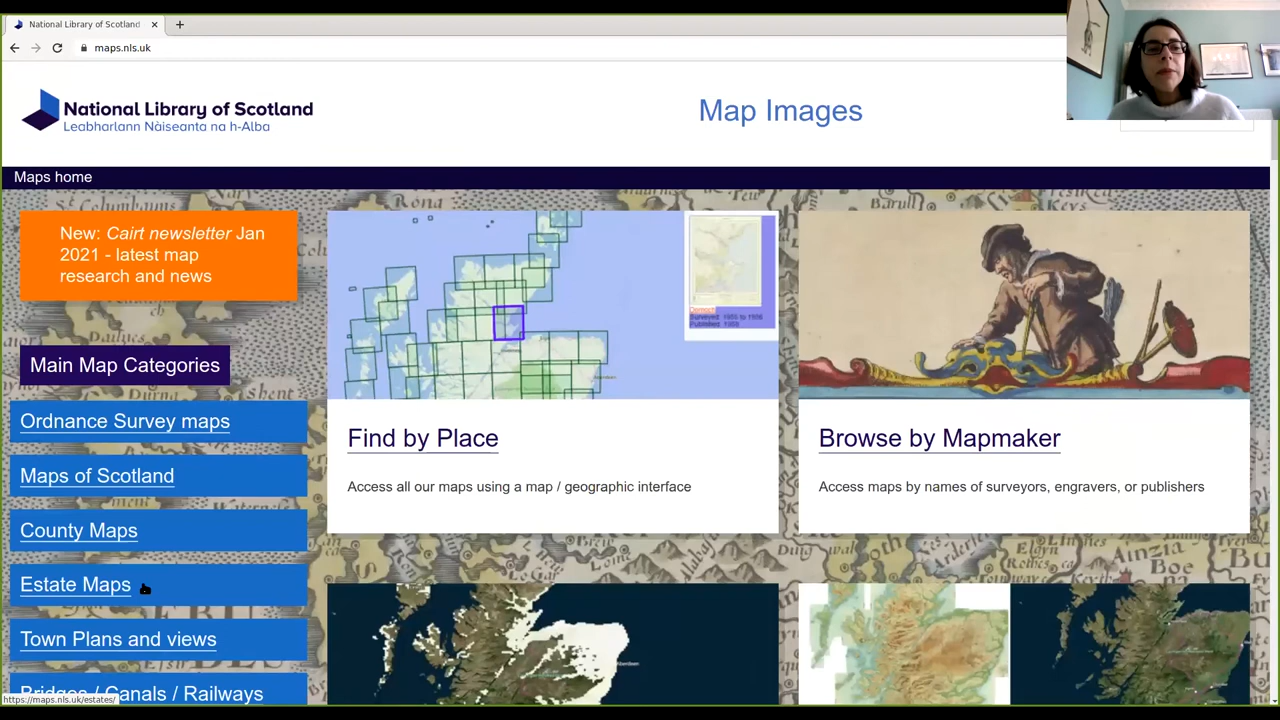 National Library of Scotland
maps.nls.uk
National Library of Scotland
Leabharlann Nàiseanta na h-Alba
Map Images
Maps home
New: Cairt newsletter Jan
2021 - latest map
research and news
Main Map Categories
Ordnance Survey maps
Maps of Scotland
County Maps
Estate Maps
Town Plans and views
Bridges / Canals / Railways
Find by Place
Access all our maps using a map / geographic interface
Browse by Mapmaker
Access maps by names of surveyors, engravers, or publishers
https://maps.nls.uk/estates/